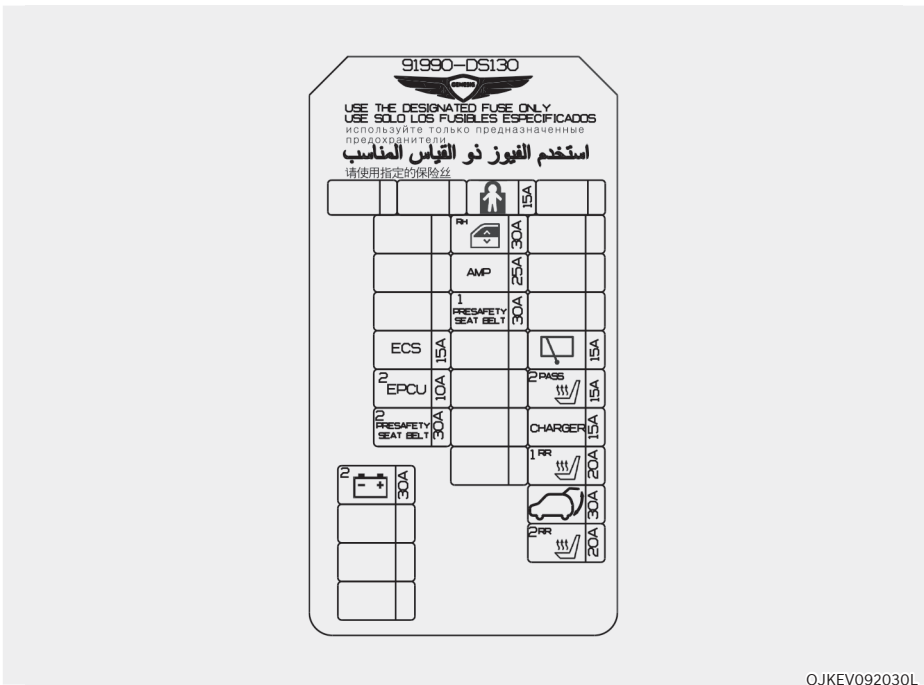 91990-DS130
GENESIS
USE THE DESIGNATED FUSE ONLY
USE SOLO LOS FUSIBLES ESPECIFICADOS
используйте только предназначенные
предохранители
استخدم الفيوز ذو القياس المناسب
请使用指定的保险丝
15A
RH 30A
AMP 25A
1 PRESAFETY SEAT BELT 30A
ECS 15A
15A
2 EPCU 10A
2 PASS 15A
2 PRESAFETY SEAT BELT 30A
CHARGER 15A
1 RR 20A
2 - + 30A
30A
2 RR 20A
OJKEV092030L